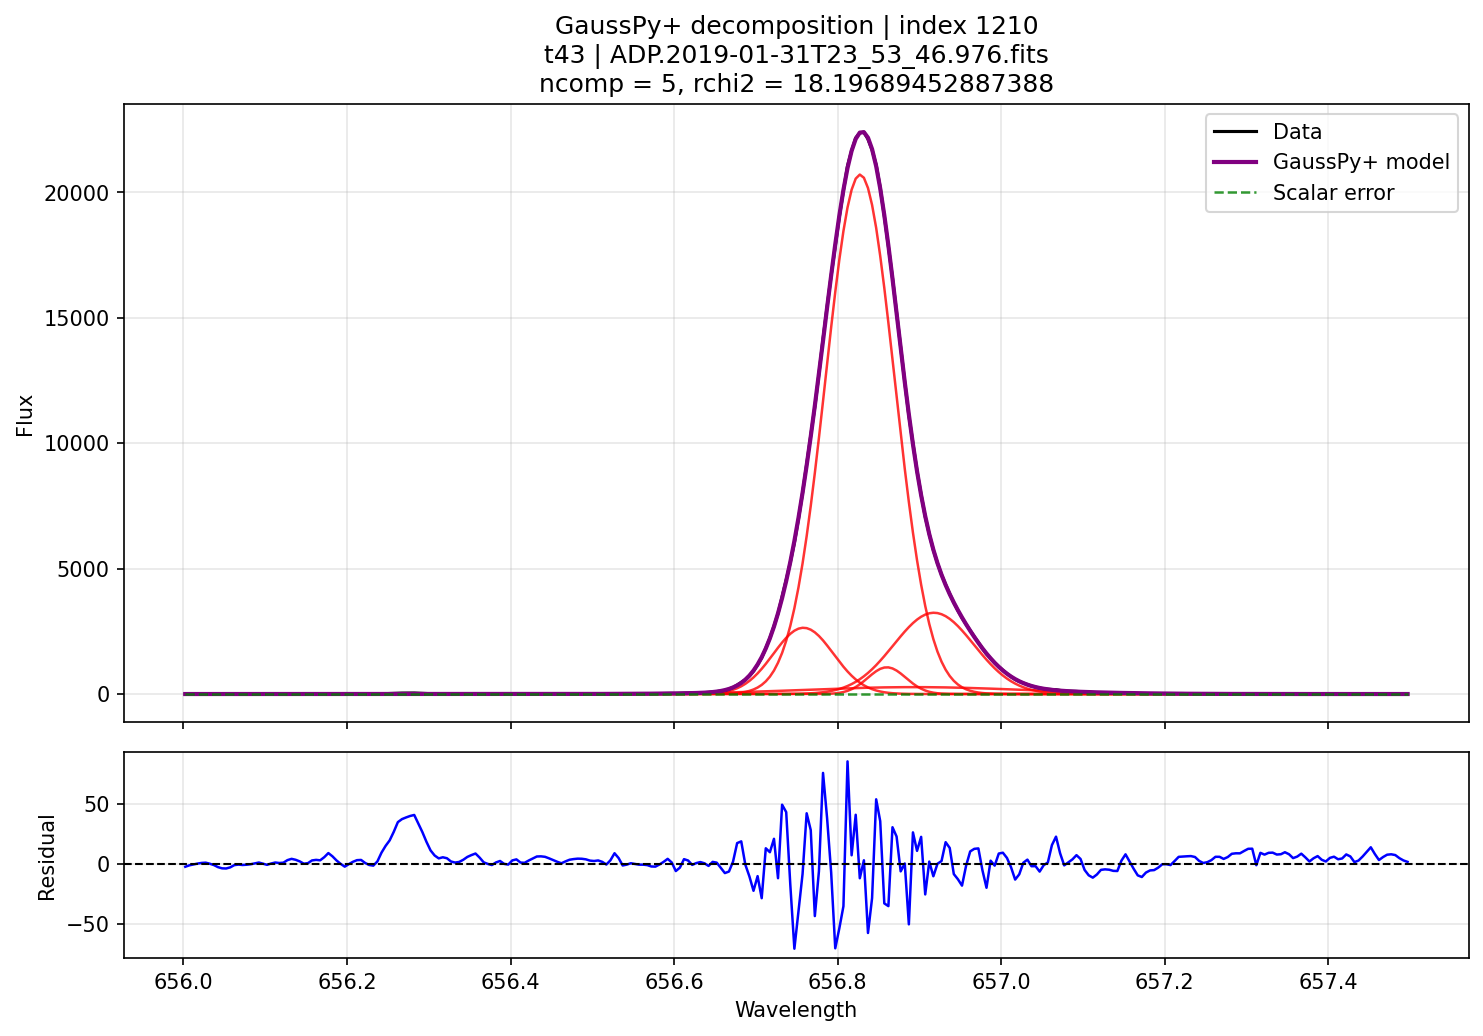 GaussPy+ decomposition | index 1210
t43 | ADP.2019-01-31T23_53_46.976.fits
ncomp = 5, rchi2 = 18.19689452887388
Data
GaussPy+ model
Scalar error
Flux
20000
15000
10000
5000
0
Residual
50
0
−50
656.0 656.2 656.4 656.6 656.8 657.0 657.2 657.4
Wavelength